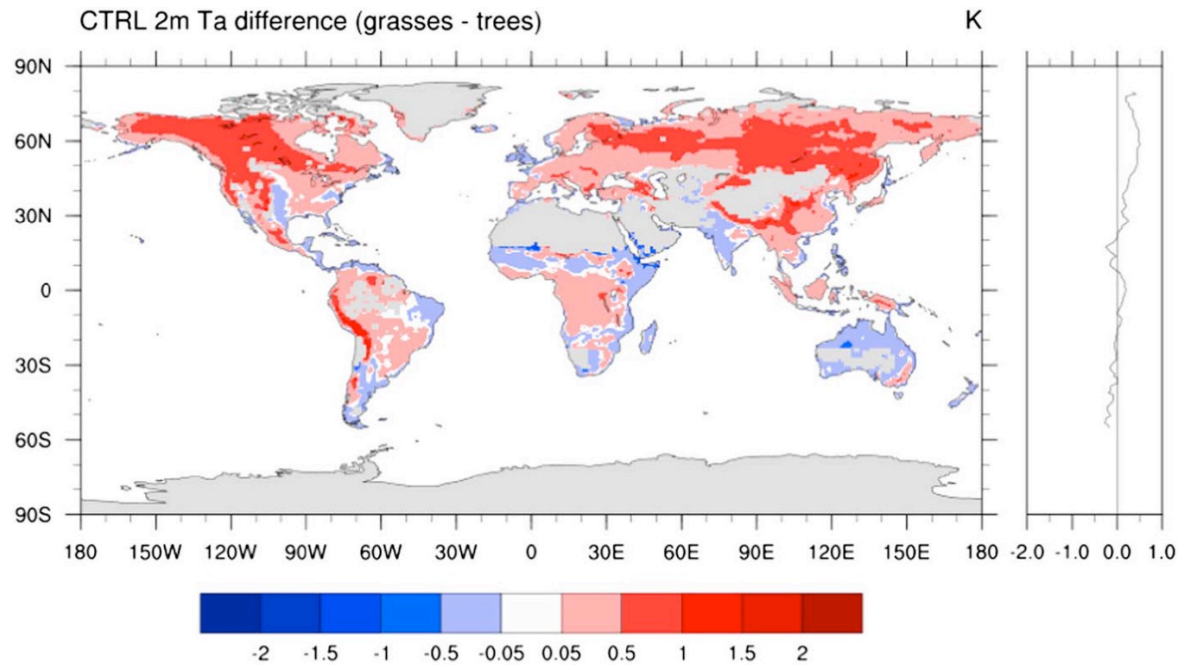 CTRL 2m Ta difference (grasses - trees) K
90N
60N
30N
0
30S
60S
90S
180 150W 120W 90W 60W 30W 0 30E 60E 90E 120E 150E 180
-2.0 -1.0 0.0 1.0
-2 -1.5 -1 -0.5 -0.05 0.05 0.5 1 1.5 2